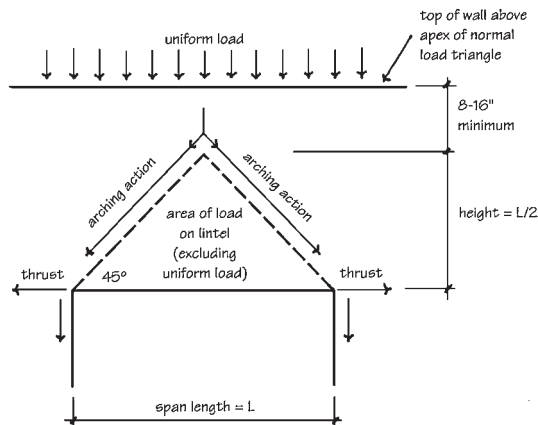 uniform load
top of wall above
apex of normal
load triangle
8-16"
minimum
arching action
arching action
area of load
on lintel
(excluding
uniform load)
height = L/2
thrust
45°
thrust
span length = L